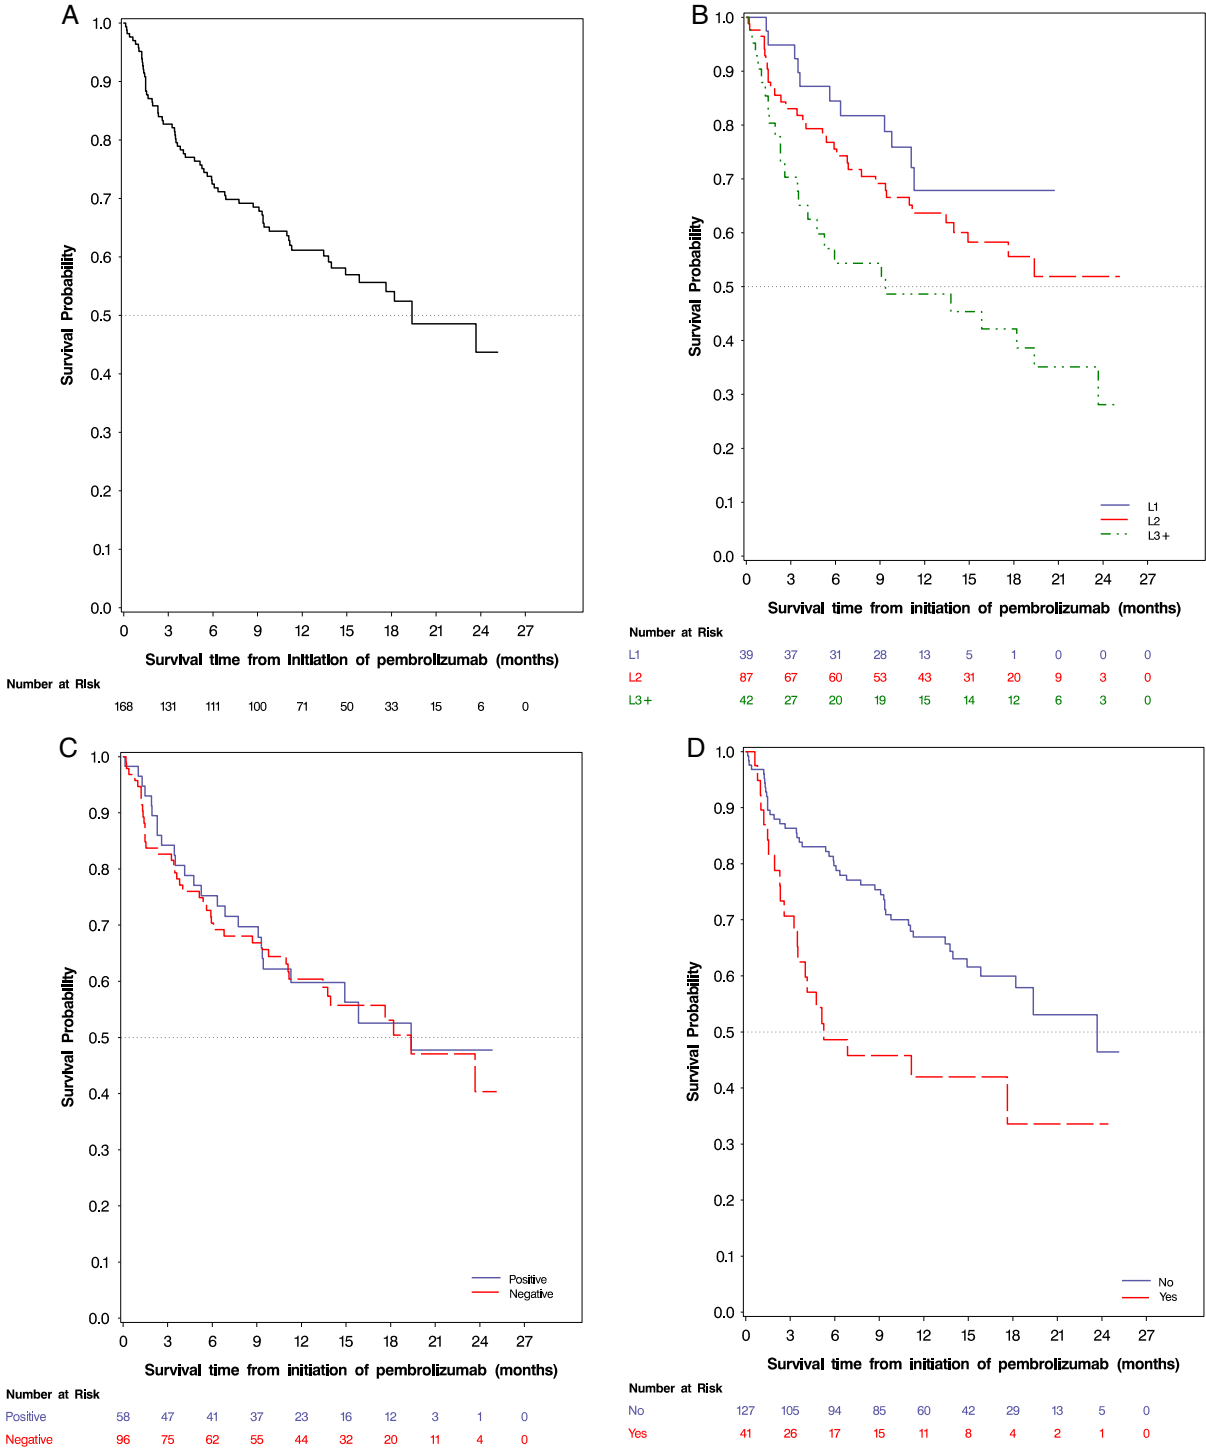 A
1.0
0.9
0.8
0.7
0.6
0.5
0.4
0.3
0.2
0.1
0.0
Survival Probability
0 3 6 9 12 15 18 21 24 27
Survival time from initiation of pembrolizumab (months)
Number at Risk
168 131 111 100 71 50 33 15 6 0
B
1.0
0.9
0.8
0.7
0.6
0.5
0.4
0.3
0.2
0.1
0.0
Survival Probability
L1
L2
L3+
0 3 6 9 12 15 18 21 24 27
Survival time from initiation of pembrolizumab (months)
Number at Risk
L1 39 37 31 28 13 5 1 0 0 0
L2 87 67 60 53 43 31 20 9 3 0
L3+ 42 27 20 19 15 14 12 6 3 0
C
1.0
0.9
0.8
0.7
0.6
0.5
0.4
0.3
0.2
0.1
0.0
Survival Probability
Positive
Negative
0 3 6 9 12 15 18 21 24 27
Survival time from initiation of pembrolizumab (months)
Number at Risk
Positive 58 47 41 37 23 16 12 3 1 0
Negative 96 75 62 55 44 32 20 11 4 0
D
1.0
0.9
0.8
0.7
0.6
0.5
0.4
0.3
0.2
0.1
0.0
Survival Probability
No
Yes
0 3 6 9 12 15 18 21 24 27
Survival time from initiation of pembrolizumab (months)
Number at Risk
No 127 105 94 85 60 42 29 13 5 0
Yes 41 26 17 15 11 8 4 2 1 0